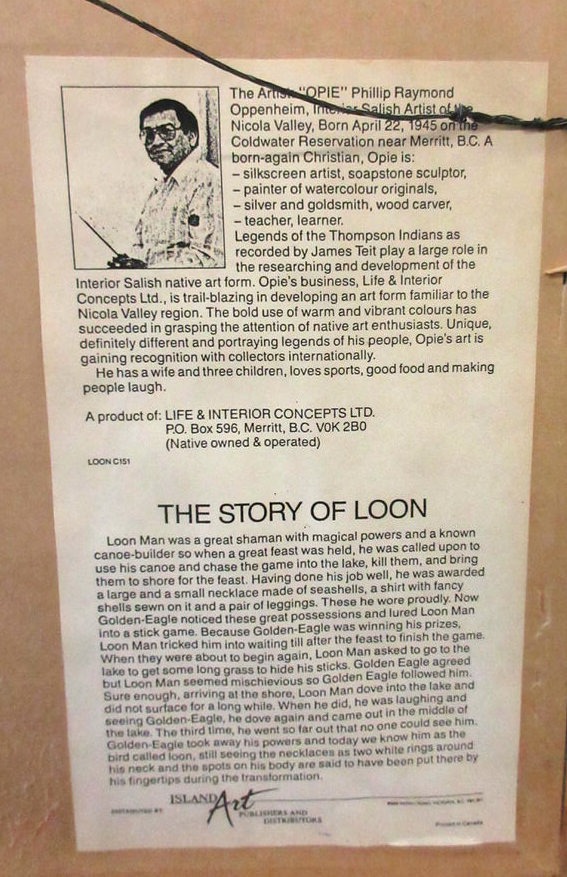 The Artist "OPIE" Phillip Raymond
Oppenheim, Interior Salish Artist of the
Nicola Valley, Born April 22, 1945 on the
Coldwater Reservation near Merritt, B.C. A
born-again Christian, Opie is:
– silkscreen artist, soapstone sculptor,
– painter of watercolour originals,
– silver and goldsmith, wood carver,
– teacher, learner.
Legends of the Thompson Indians as
recorded by James Teit play a large role in
the researching and development of the
Interior Salish native art form. Opie's business, Life & Interior
Concepts Ltd., is trail-blazing in developing an art form familiar to the
Nicola Valley region. The bold use of warm and vibrant colours has
succeeded in grasping the attention of native art enthusiasts. Unique,
definitely different and portraying legends of his people, Opie's art is
gaining recognition with collectors internationally.
He has a wife and three children, loves sports, good food and making
people laugh.
A product of: LIFE & INTERIOR CONCEPTS LTD.
P.O. Box 596, Merritt, B.C. V0K 2B0
(Native owned & operated)
LOON C151
THE STORY OF LOON
Loon Man was a great shaman with magical powers and a known
canoe-builder so when a great feast was held, he was called upon to
use his canoe and chase the game into the lake, kill them, and bring
them to shore for the feast. Having done his job well, he was awarded
a large and a small necklace made of seashells, a shirt with fancy
shells sewn on it and a pair of leggings. These he wore proudly. Now
Golden-Eagle noticed these great possessions and lured Loon Man
into a stick game. Because Golden-Eagle was winning his prizes,
Loon Man tricked him into waiting till after the feast to finish the game.
When they were about to begin again, Loon Man asked to go to the
lake to get some long grass to hide his sticks. Golden Eagle agreed
but Loon Man seemed mischievious so Golden Eagle followed him.
Sure enough, arriving at the shore, Loon Man dove into the lake and
did not surface for a long while. When he did, he was laughing and
seeing Golden-Eagle, he dove again and came out in the middle of
the lake. The third time, he went so far out that no one could see him.
Golden-Eagle took away his powers and today we know him as the
bird called loon, still seeing the necklaces as two white rings around
his neck and the spots on his body are said to have been put there by
his fingertips during the transformation.
DISTRIBUTED BY
ISLAND Art
PUBLISHERS AND
DISTRIBUTORS
Printed in Canada